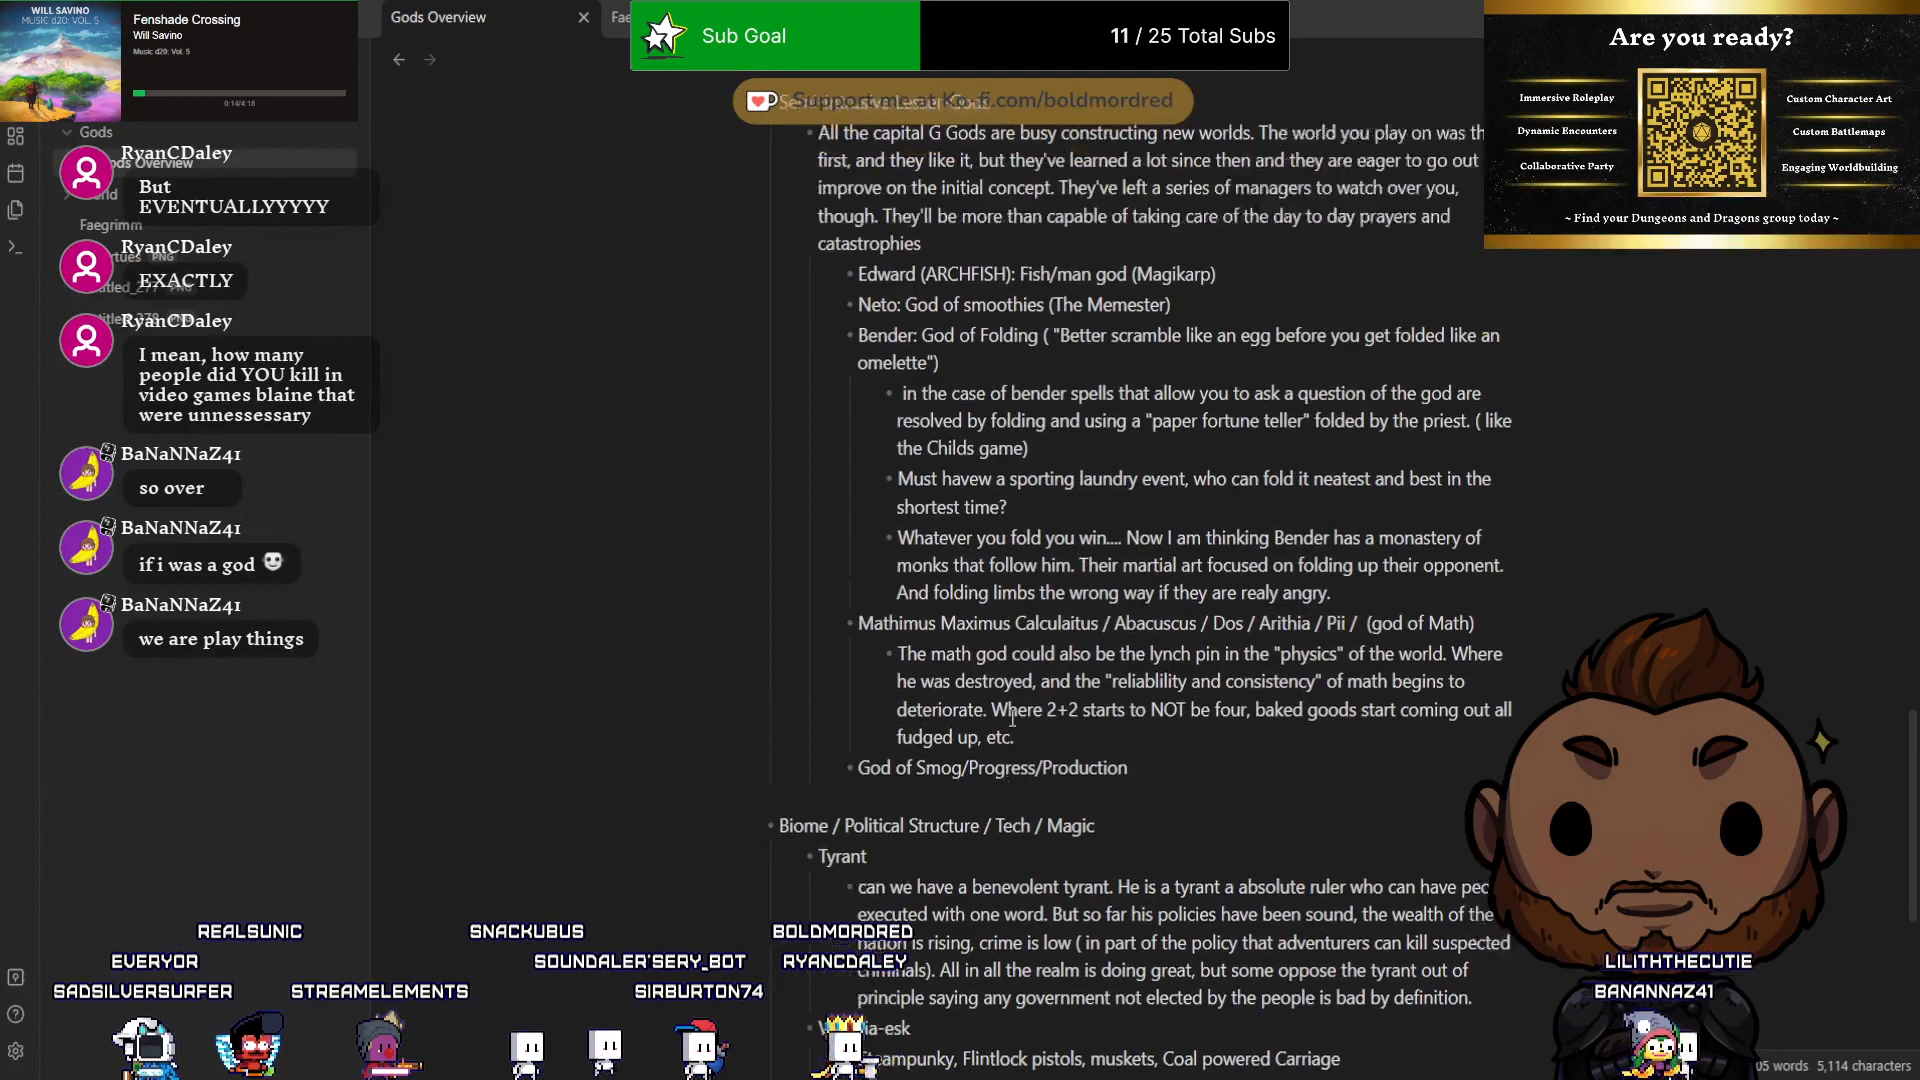 WILL SAVINO
MUSIC d20: VOL. 5
Fenshade Crossing
Will Savino
Music d20: Vol. 5
0:14/4:18
Gods Overview
Sub Goal
11 / 25 Total Subs
Are you ready?
Immersive Roleplay
Dynamic Encounters
Collaborative Party
Custom Character Art
Custom Battlemaps
Engaging Worldbuilding
~ Find your Dungeons and Dragons group today ~
Support me at Ko-fi.com/boldmordred
Gods
ods Overview
Faegrimm
rtues PNG
RyanCDaley
But
EVENTUALLYYYYY
RyanCDaley
EXACTLY
RyanCDaley
I mean, how many
people did YOU kill in
video games blaine that
were unnessessary
BaNaNNaZ41
so over
BaNaNNaZ41
if i was a god
BaNaNNaZ41
we are play things
All the capital G Gods are busy constructing new worlds. The world you play on was th
first, and they like it, but they've learned a lot since then and they are eager to go out
improve on the initial concept. They've left a series of managers to watch over you,
though. They'll be more than capable of taking care of the day to day prayers and
catastrophies
Edward (ARCHFISH): Fish/man god (Magikarp)
Neto: God of smoothies (The Memester)
Bender: God of Folding ( "Better scramble like an egg before you get folded like an
omelette")
in the case of bender spells that allow you to ask a question of the god are
resolved by folding and using a "paper fortune teller" folded by the priest. ( like
the Childs game)
Must havew a sporting laundry event, who can fold it neatest and best in the
shortest time?
Whatever you fold you win.... Now I am thinking Bender has a monastery of
monks that follow him. Their martial art focused on folding up their opponent.
And folding limbs the wrong way if they are realy angry.
Mathimus Maximus Calculaitus / Abacuscus / Dos / Arithia / Pii / (god of Math)
The math god could also be the lynch pin in the "physics" of the world. Where
he was destroyed, and the "reliablility and consistency" of math begins to
deteriorate. Where 2+2 starts to NOT be four, baked goods start coming out all
fudged up, etc.
God of Smog/Progress/Production
Biome / Political Structure / Tech / Magic
Tyrant
can we have a benevolent tyrant. He is a tyrant a absolute ruler who can have peo
executed with one word. But so far his policies have been sound, the wealth of the
nation is rising, crime is low ( in part of the policy that adventurers can kill suspected
criminals). All in all the realm is doing great, but some oppose the tyrant out of
principle saying any government not elected by the people is bad by definition.
ia-esk
Steampunky, Flintlock pistols, muskets, Coal powered Carriage
REALSUNIC
SNACKUBUS
BOLDMORDRED
EVERYOR
SOUNDALER'SERY_BOT
RYANCDALEY
SADSILVERSURFER
STREAMELEMENTS
SIRBURTON74
LILITHTHECUTIE
BANANNAZ41
05 words 5,114 characters